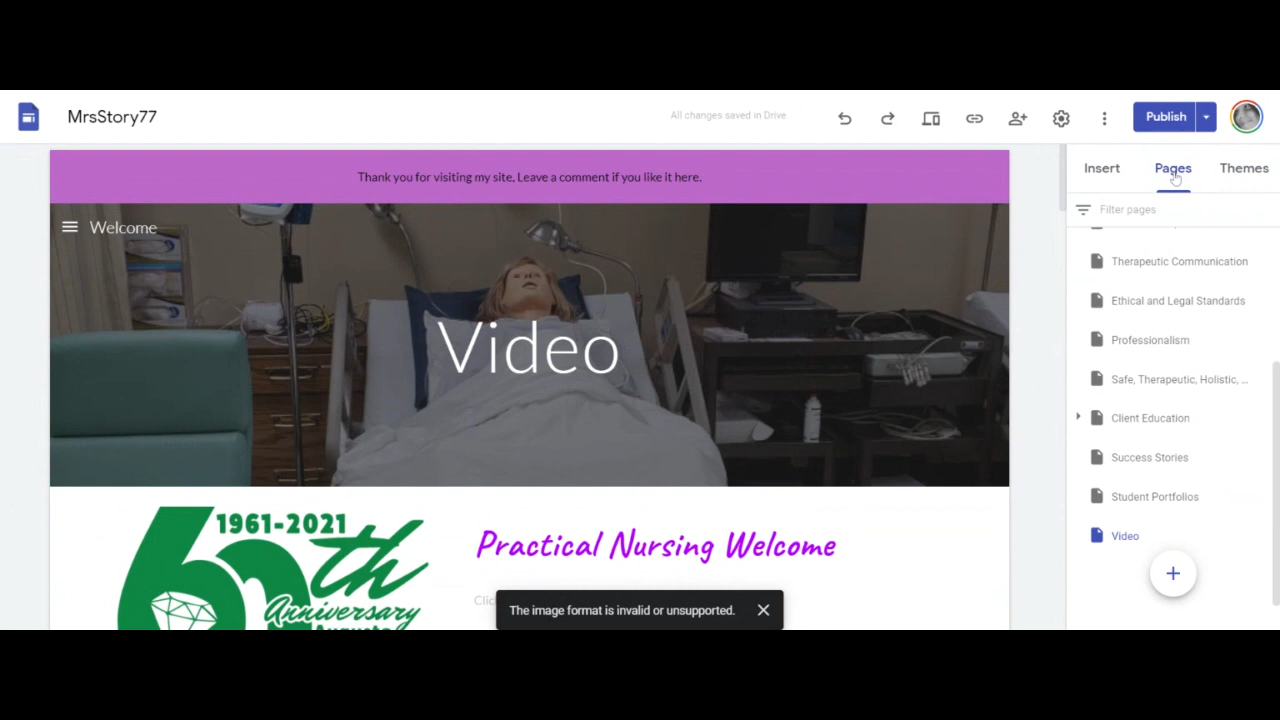 MrsStory77
All changes saved in Drive
Publish
Thank you for visiting my site. Leave a comment if you like it here.
Insert
Pages
Themes
Filter pages
Welcome
Video
Therapeutic Communication
Ethical and Legal Standards
Professionalism
Safe, Therapeutic, Holistic, ...
Client Education
Success Stories
Student Portfolios
Video
1961-2021
60th
Anniversary
Practical Nursing Welcome
The image format is invalid or unsupported.